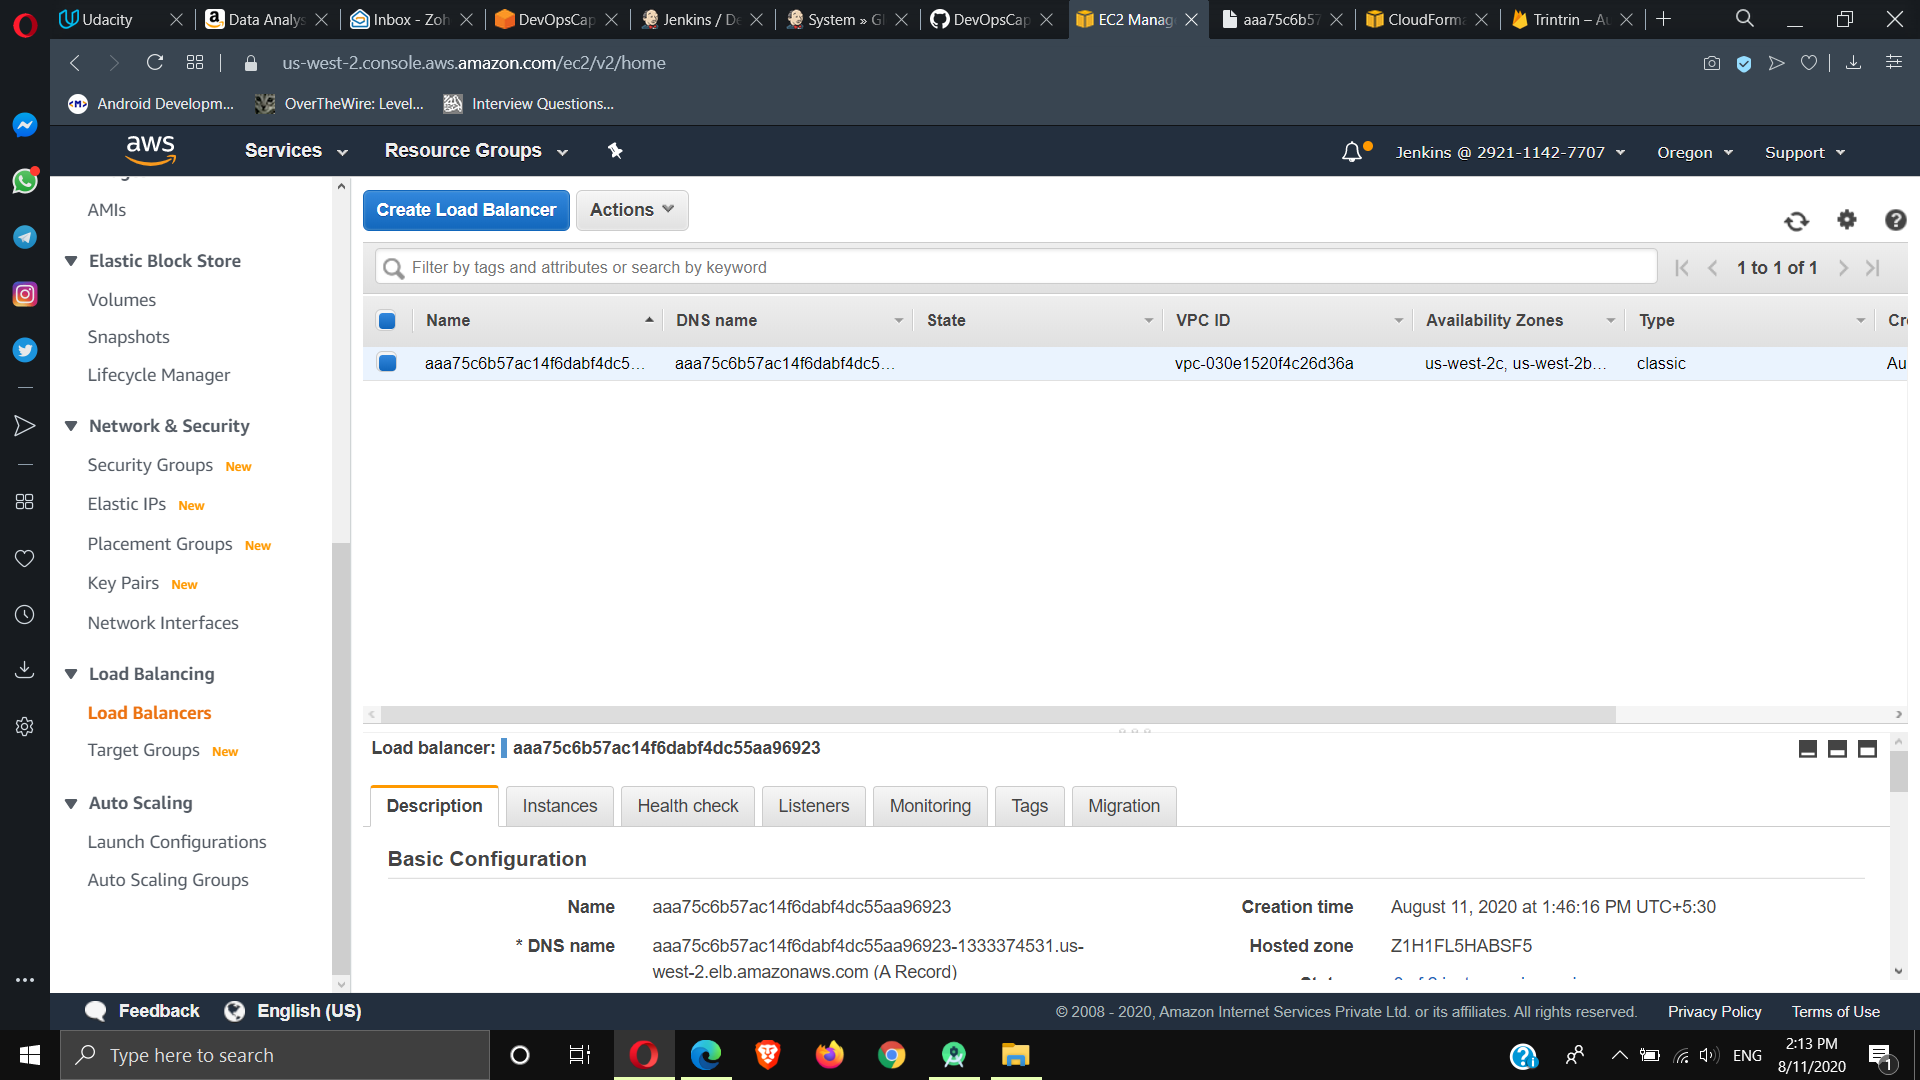 Udacity
Data Analys
Inbox - Zoh
DevOpsCap
Jenkins / De
System » Gl
DevOpsCap
EC2 Manag
aaa75c6b57
CloudForma
Trintrin – Au
us-west-2.console.aws.amazon.com/ec2/v2/home
Android Developm...
OverTheWire: Level...
Interview Questions...
aws
Services
Resource Groups
Jenkins @ 2921-1142-7707
Oregon
Support
AMIs
Elastic Block Store
Volumes
Snapshots
Lifecycle Manager
Network & Security
Security Groups New
Elastic IPs New
Placement Groups New
Key Pairs New
Network Interfaces
Load Balancing
Load Balancers
Target Groups New
Auto Scaling
Launch Configurations
Auto Scaling Groups
Create Load Balancer
Actions
Filter by tags and attributes or search by keyword
1 to 1 of 1
Name DNS name State VPC ID Availability Zones Type Cr
aaa75c6b57ac14f6dabf4dc5... aaa75c6b57ac14f6dabf4dc5... vpc-030e1520f4c26d36a us-west-2c, us-west-2b... classic Au
Load balancer: aaa75c6b57ac14f6dabf4dc55aa96923
Description Instances Health check Listeners Monitoring Tags Migration
Basic Configuration
Name aaa75c6b57ac14f6dabf4dc55aa96923
Creation time August 11, 2020 at 1:46:16 PM UTC+5:30
* DNS name aaa75c6b57ac14f6dabf4dc55aa96923-1333374531.us-
west-2.elb.amazonaws.com (A Record)
Hosted zone Z1H1FL5HABSF5
Feedback
English (US)
© 2008 - 2020, Amazon Internet Services Private Ltd. or its affiliates. All rights reserved.
Privacy Policy
Terms of Use
Type here to search
ENG
2:13 PM
8/11/2020
1